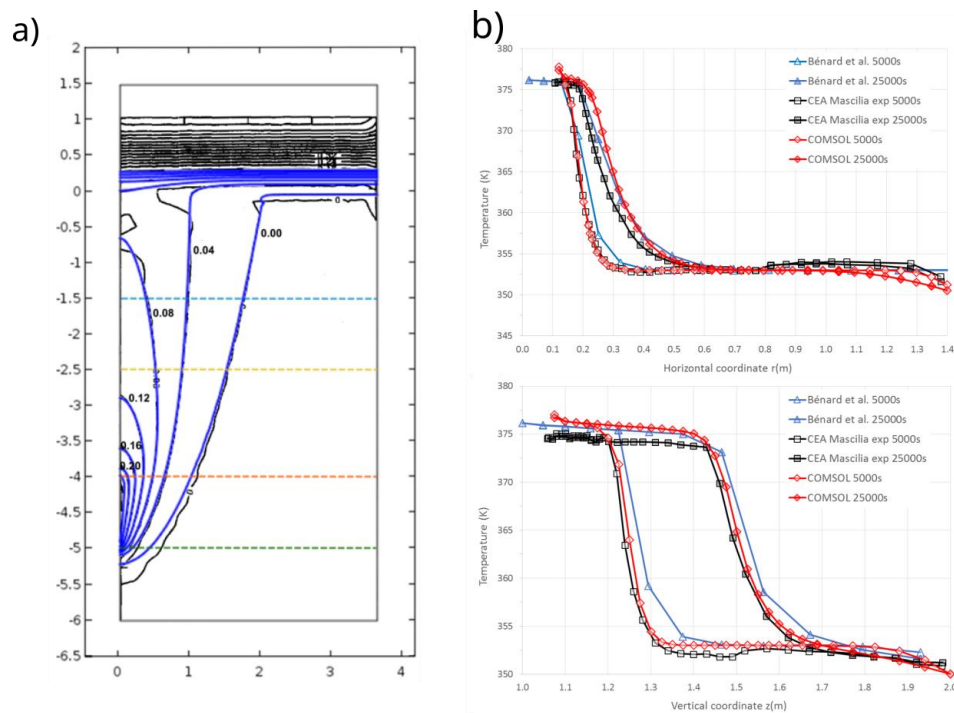 a)
2
1.5
1
0.5
0
-0.5
-1
-1.5
-2
-2.5
-3
-3.5
-4
-4.5
-5
-5.5
-6
-6.5
0
1
2
3
4
0
0.00
0.04
0.08
0.12
0.16
0.20
0
0
b)
380
375
370
365
360
355
350
345
Temperature (K)
Bénard et al. 5000s
Bénard et al. 25000s
CEA Mascilia exp 5000s
CEA Mascilia exp 25000s
COMSOL 5000s
COMSOL 25000s
0.0 0.1 0.2 0.3 0.4 0.5 0.6 0.7 0.8 0.9 1.0 1.1 1.2 1.3 1.4
Horizontal coordinate r(m)
380
375
370
365
360
355
350
Temperature (K)
Bénard et al. 5000s
Bénard et al. 25000s
CEA Mascilia exp 5000s
CEA Mascilia exp 25000s
COMSOL 5000s
COMSOL 25000s
1.0 1.1 1.2 1.3 1.4 1.5 1.6 1.7 1.8 1.9 2.0
Vertical coordinate z(m)